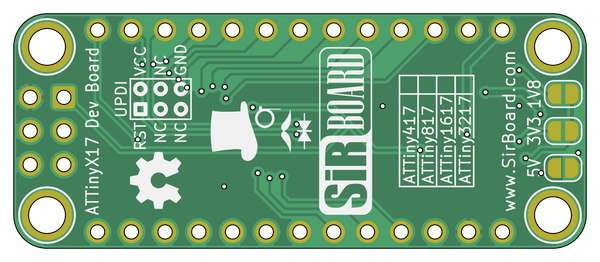 ATTinyX17 Dev Board
UPDI
VCC
NC
GND
RST
NC
NC
SiR BOARD
ATTiny417
ATTiny817
ATTiny1617
ATTiny3217
www.SirBoard.com
5V 3V3 1V8